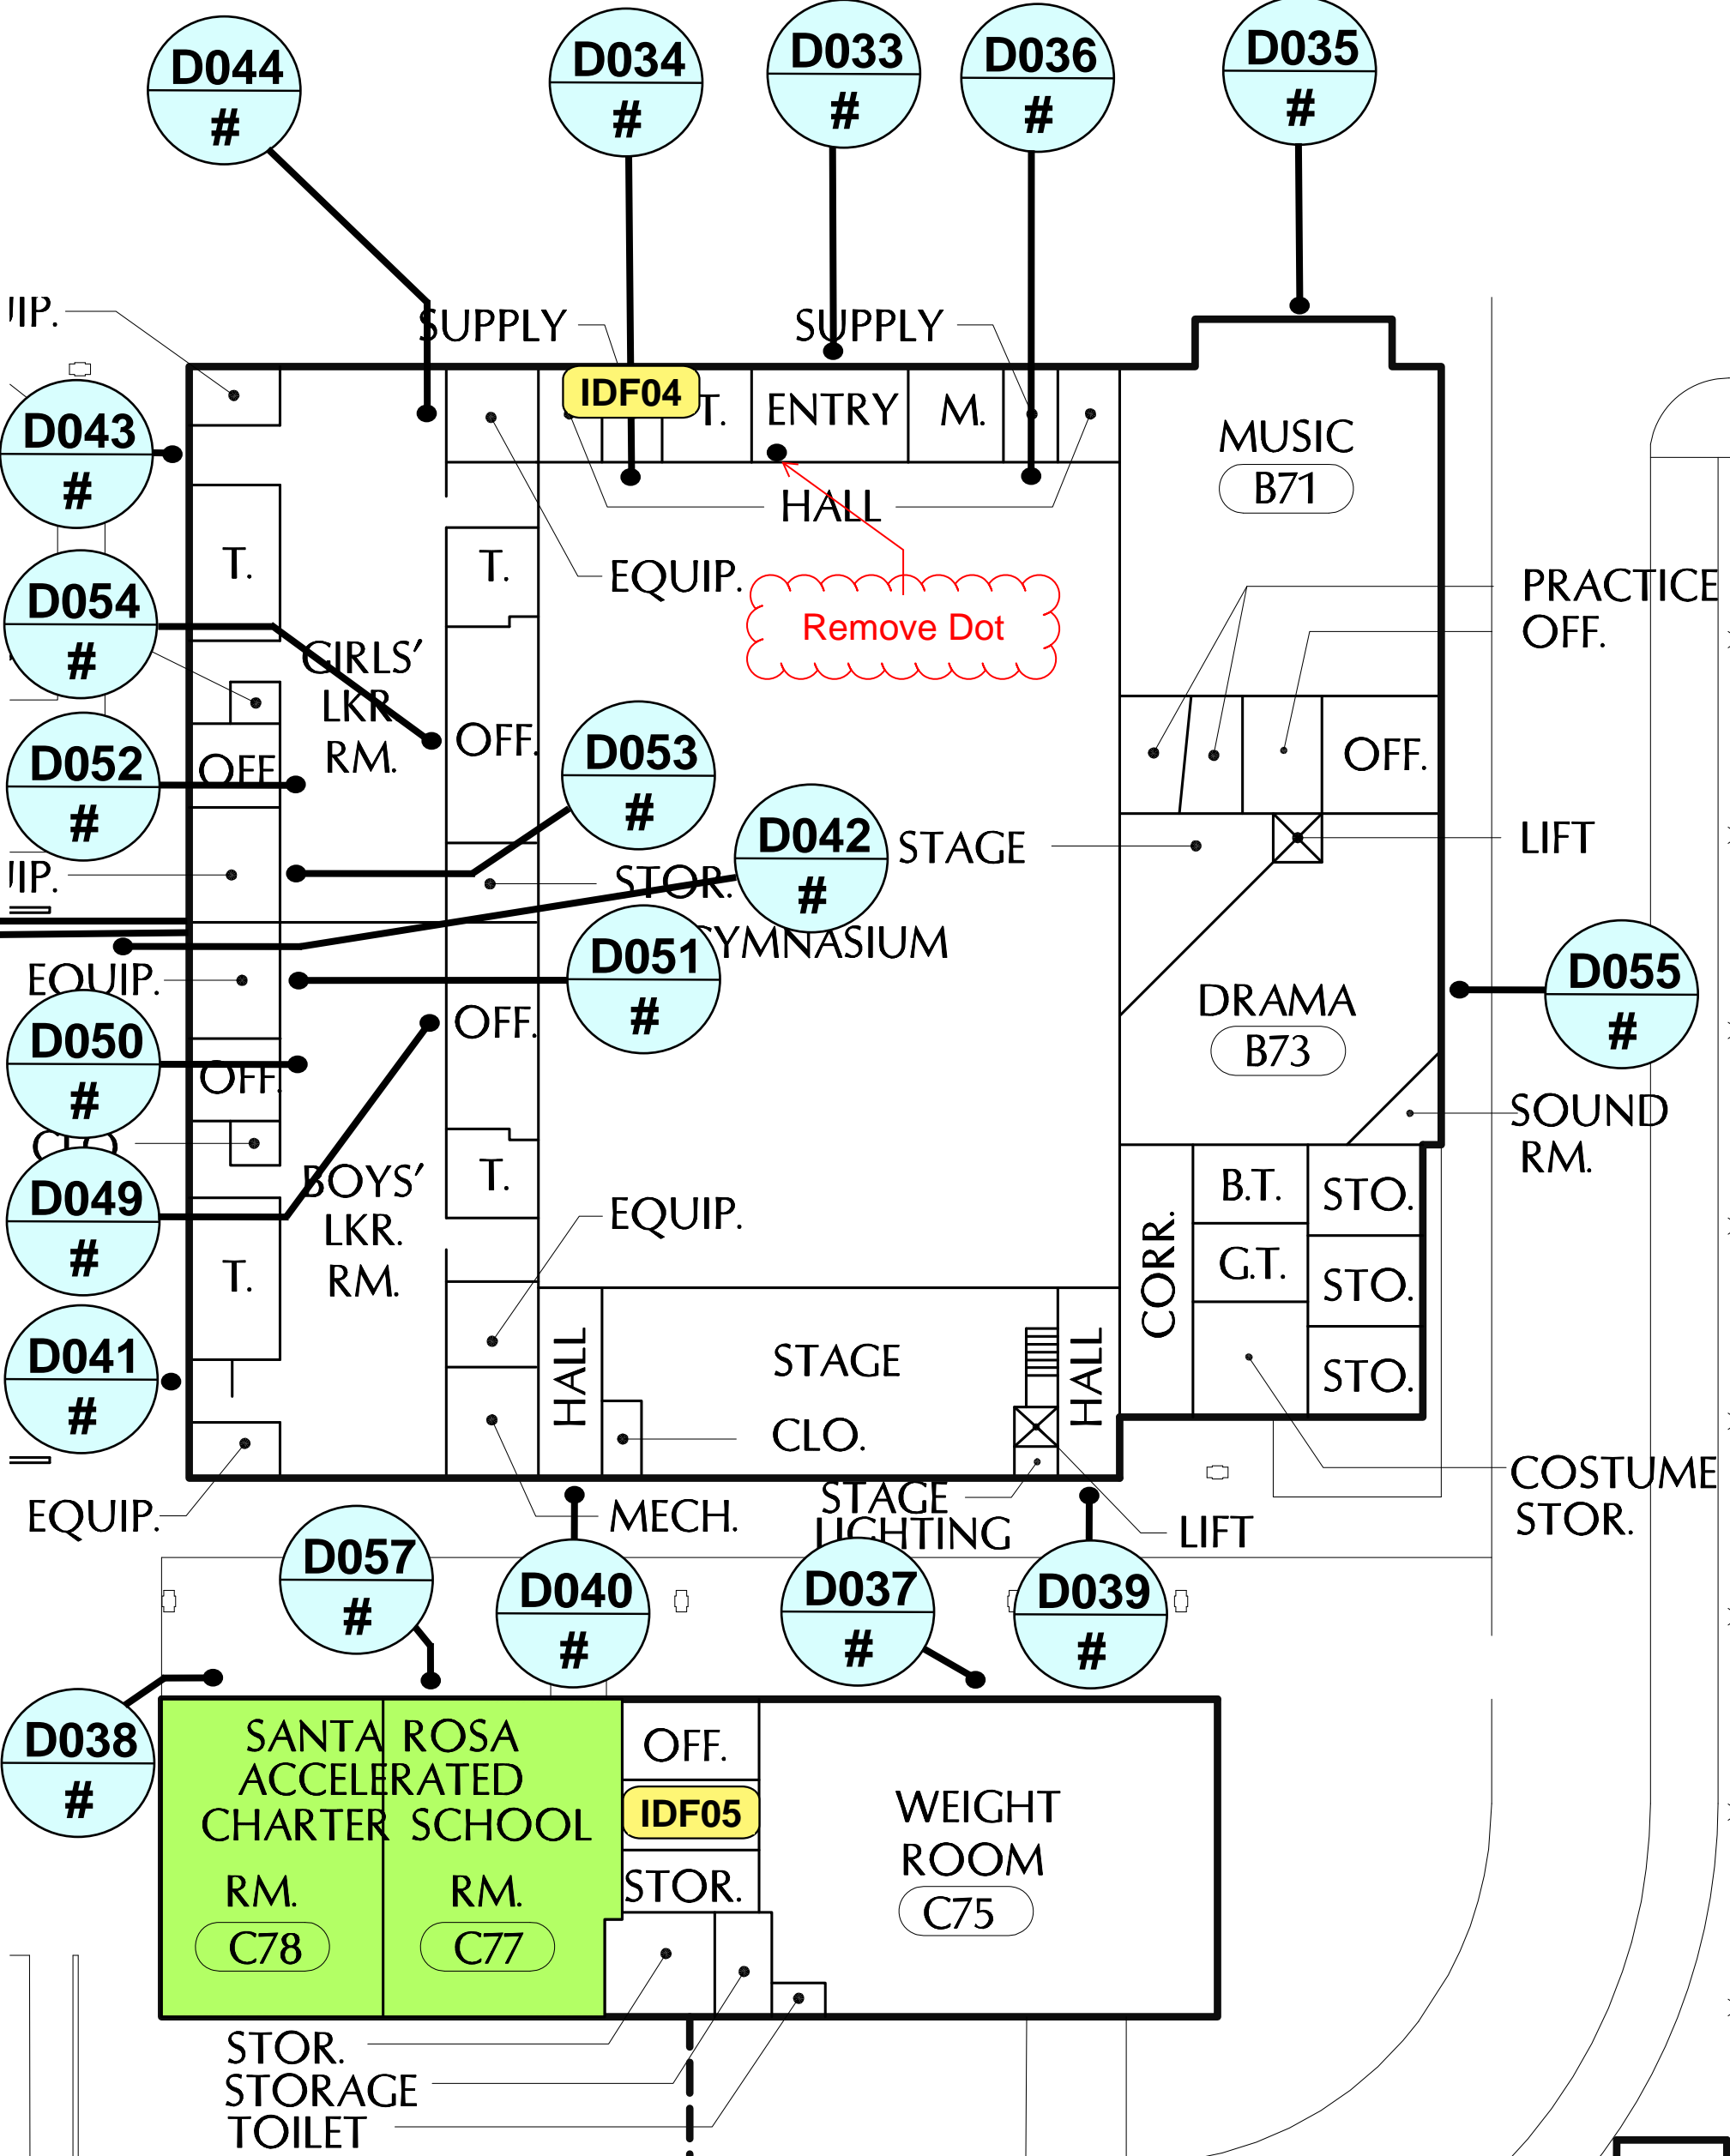 D044
#
D034
#
D033
#
D036
#
D035
#
SUPPLY
SUPPLY
IDF04
T.
ENTRY
M.
MUSIC
B71
HALL
D043
#
T.
T.
EQUIP.
Remove Dot
PRACTICE
OFF.
D054
#
GIRLS'
LKR
RM.
OFF.
D052
#
OFF
D053
#
D042
#
STAGE
OFF.
LIFT
STOR.
GYMNASIUM
EQUIP.
D051
#
DRAMA
B73
D055
#
D050
#
OFF.
OFF.
SOUND
RM.
D049
#
BOYS'
LKR.
RM.
T.
T.
EQUIP.
B.T.
STO.
G.T.
STO.
STO.
CORR.
D041
#
HALL
STAGE
CLO.
HALL
EQUIP.
MECH.
STAGE
LIGHTING
LIFT
COSTUME
STOR.
D057
#
D040
#
D037
#
D039
#
D038
#
SANTA ROSA
ACCELERATED
CHARTER SCHOOL
RM.
C78
RM.
C77
OFF.
IDF05
STOR.
WEIGHT
ROOM
C75
STOR.
STORAGE
TOILET